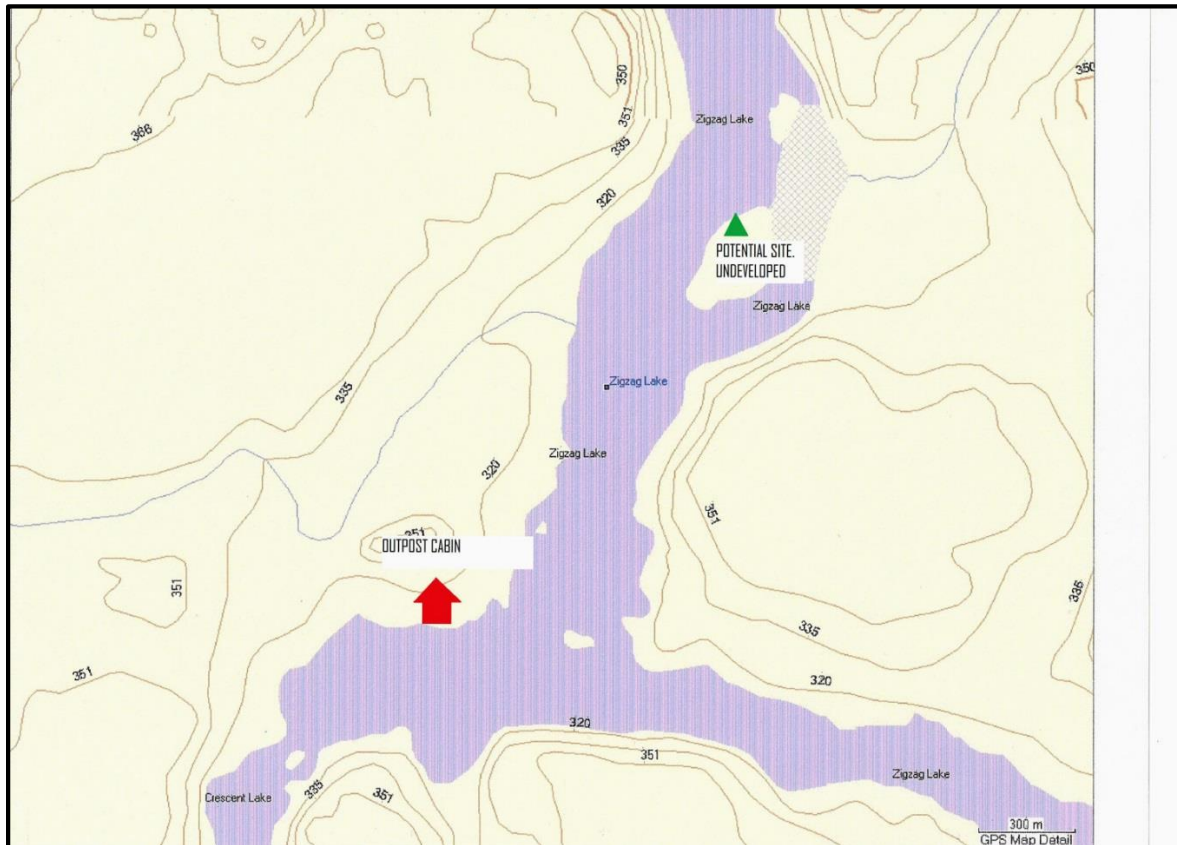 350
350
351
Zigzag Lake
366
335
320
POTENTIAL SITE.
UNDEVELOPED
Zigzag Lake
Zigzag Lake
335
Zigzag Lake
320
351
351
OUTPOST CABIN
351
335
335
351
320
320
351
Zigzag Lake
335
351
Crescent Lake
300 m
GPS Map Detail